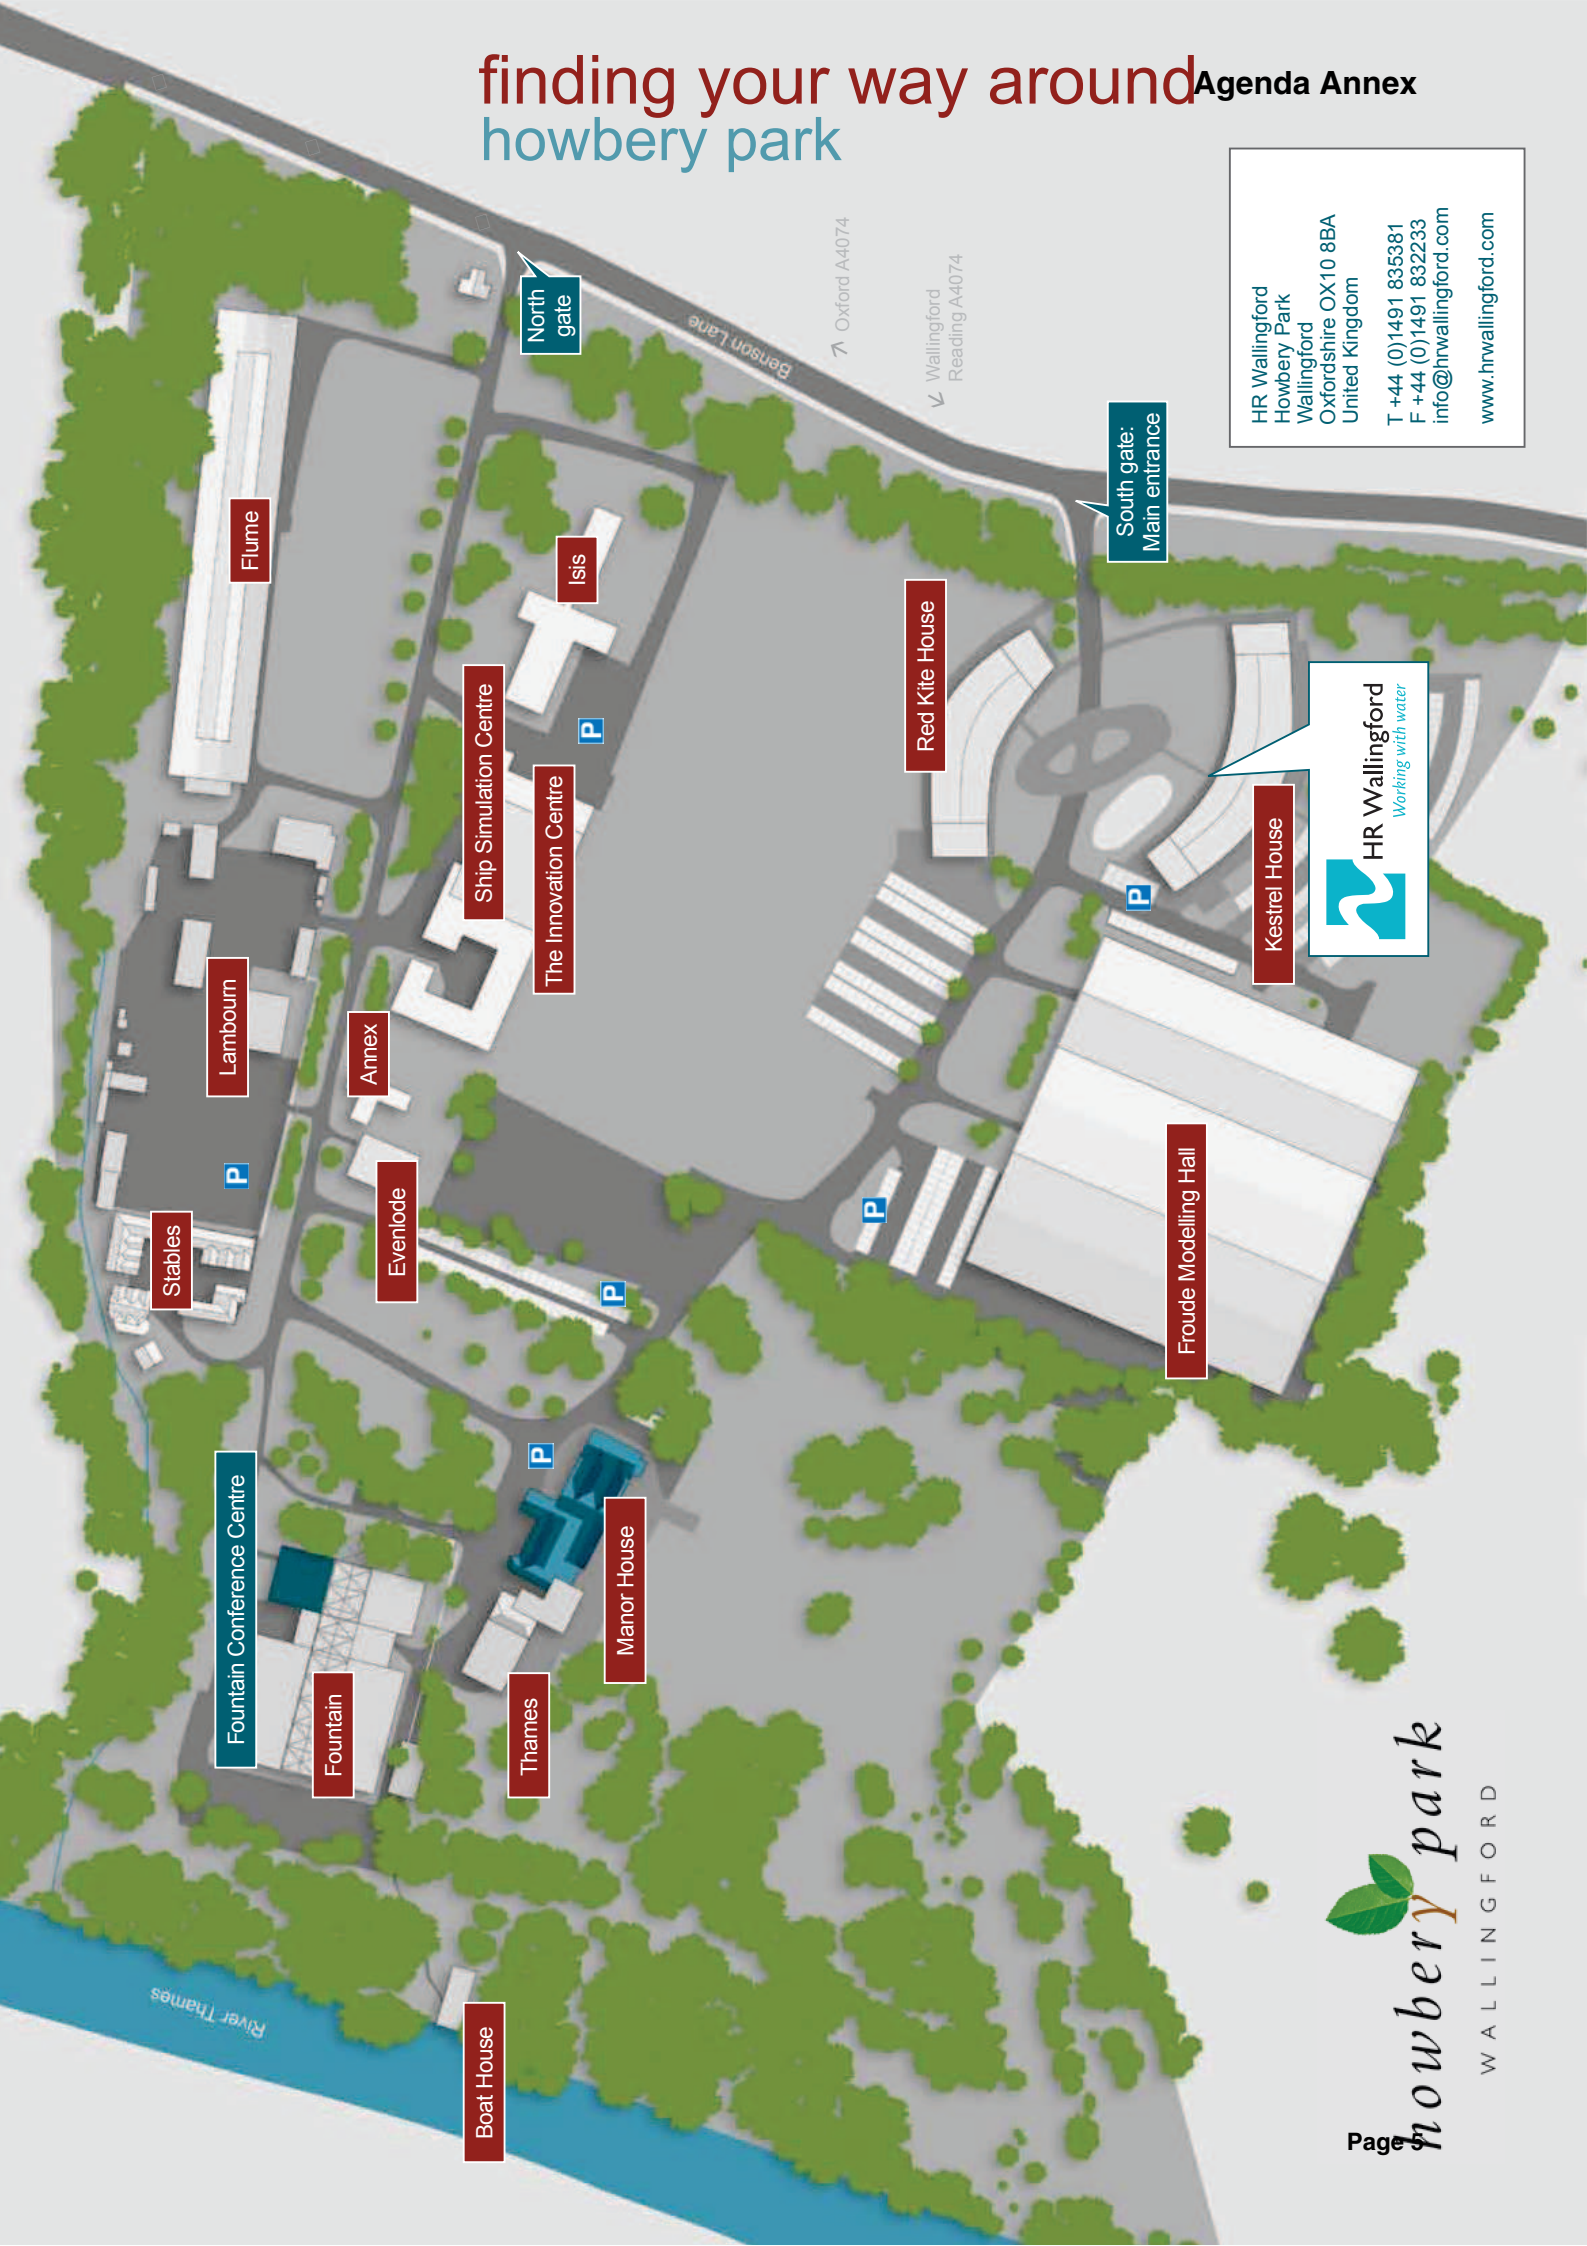 finding your way around
Agenda Annex
howbery park
HR Wallingford
Howbery Park
Wallingford
Oxfordshire OX10 8BA
United Kingdom
T +44 (0)1491 835381
F +44 (0)1491 832233
info@hrwallingford.com
www.hrwallingford.com
Oxford A4074
Wallingford
Reading A4074
Benson Lane
North
gate
South gate:
Main entrance
Flume
Isis
Ship Simulation Centre
The Innovation Centre
Red Kite House
Kestrel House
HR Wallingford
Working with water
Lambourn
Annex
Stables
Evenlode
Froude Modelling Hall
P
P
P
P
P
P
Fountain Conference Centre
Fountain
Manor House
Thames
River Thames
Boat House
howbery park
WALLINGFORD
Page 5